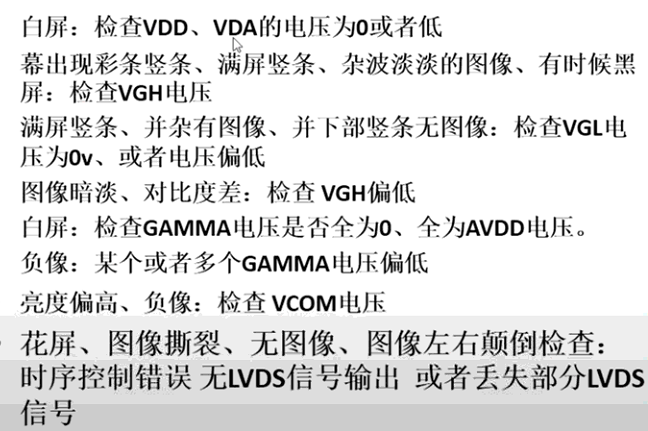 白屏：检查VDD、VDA的电压为0或者低
幕出现彩条竖条、满屏竖条、杂波淡淡的图像、有时候黑
屏：检查VGH电压
满屏竖条、并杂有图像、并下部竖条无图像：检查VGL电
压为0v、或者电压偏低
图像暗淡、对比度差：检查 VGH偏低
白屏：检查GAMMA电压是否全为0、全为AVDD电压。
负像：某个或者多个GAMMA电压偏低
亮度偏高、负像：检查 VCOM电压
花屏、图像撕裂、无图像、图像左右颠倒检查：
时序控制错误 无LVDS信号输出 或者丢失部分LVDS
信号